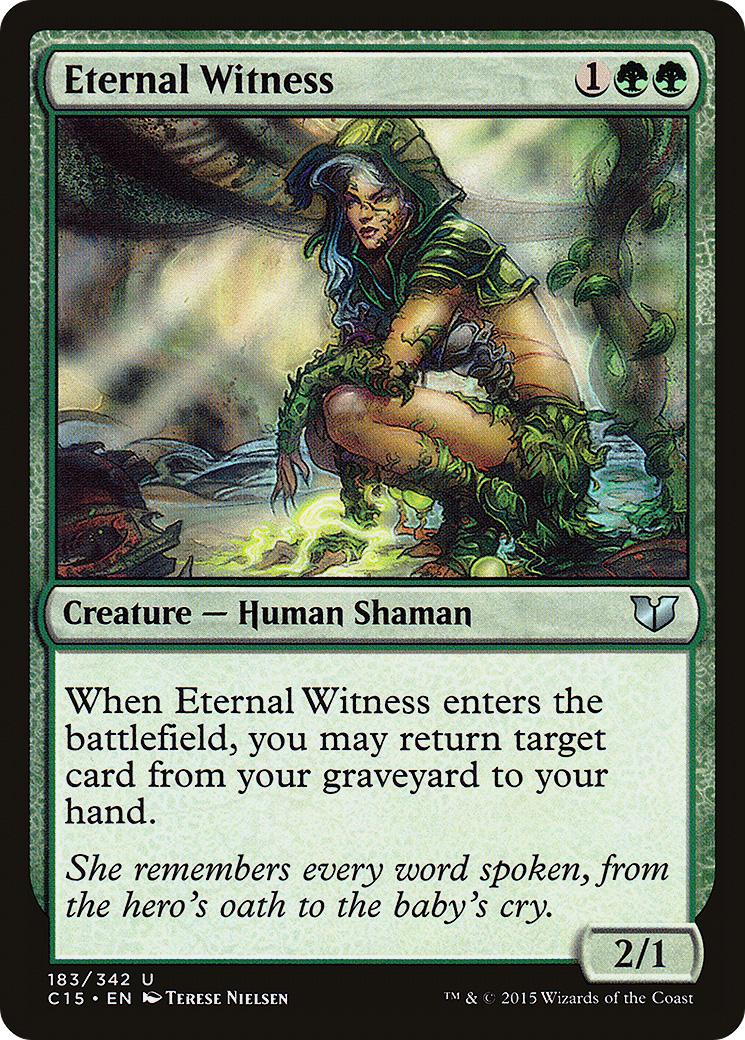 Eternal Witness 1
Creature — Human Shaman
When Eternal Witness enters the
battlefield, you may return target
card from your graveyard to your
hand.
She remembers every word spoken, from
the hero's oath to the baby's cry.
2/1
183/342 U
C15 • EN Terese Nielsen
™ & © 2015 Wizards of the Coast